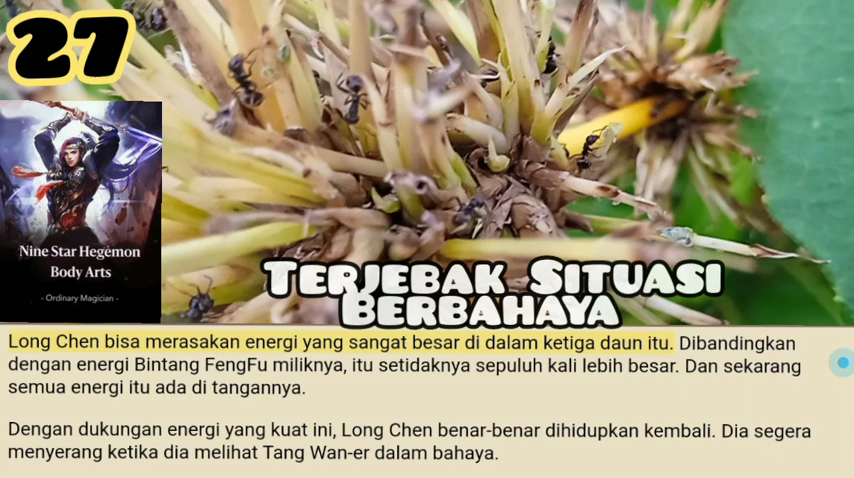 27
Nine Star Hegemon
Body Arts
- Ordinary Magician -
TERJEBAK SITUASI
BERBAHAYA
Long Chen bisa merasakan energi yang sangat besar di dalam ketiga daun itu. Dibandingkan
dengan energi Bintang FengFu miliknya, itu setidaknya sepuluh kali lebih besar. Dan sekarang
semua energi itu ada di tangannya.
Dengan dukungan energi yang kuat ini, Long Chen benar-benar dihidupkan kembali. Dia segera
menyerang ketika dia melihat Tang Wan-er dalam bahaya.